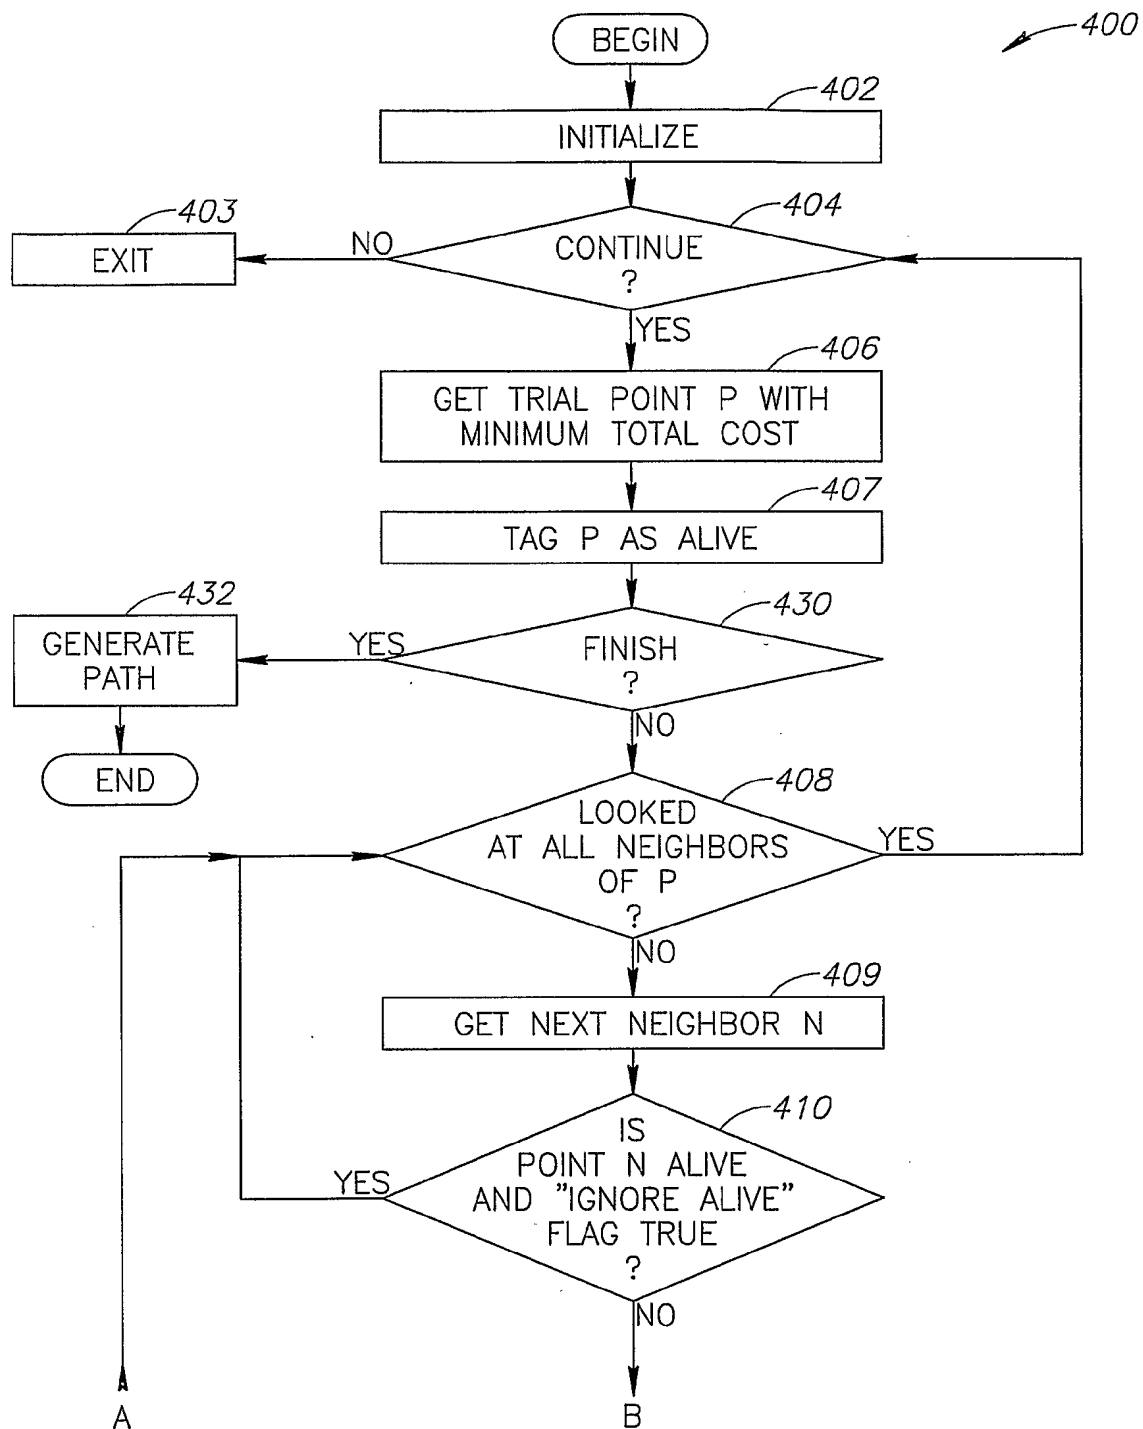 400
BEGIN
402
INITIALIZE
403
404
EXIT
NO
CONTINUE
?
YES
406
GET TRIAL POINT P WITH
MINIMUM TOTAL COST
407
TAG P AS ALIVE
432
430
GENERATE
PATH
YES
FINISH
?
NO
END
408
LOOKED
AT ALL NEIGHBORS
OF P
?
YES
NO
409
GET NEXT NEIGHBOR N
410
IS
POINT N ALIVE
AND "IGNORE ALIVE"
FLAG TRUE
?
YES
NO
A
B